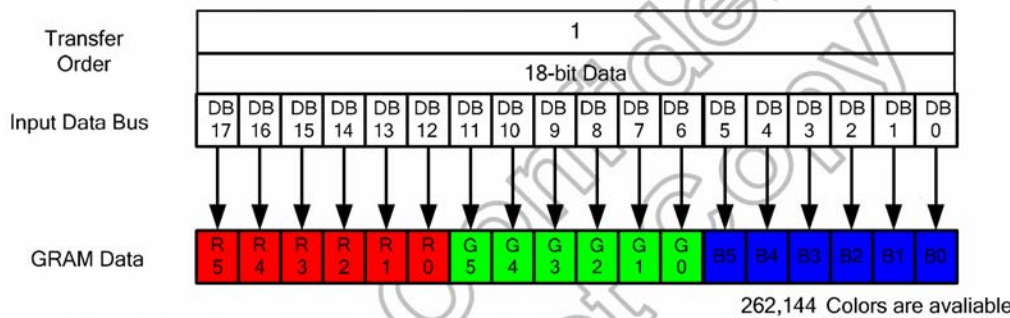 Transfer Order
1
18-bit Data
Input Data Bus
DB 17 DB 16 DB 15 DB 14 DB 13 DB 12 DB 11 DB 10 DB 9 DB 8 DB 7 DB 6 DB 5 DB 4 DB 3 DB 2 DB 1 DB 0
GRAM Data
R 5 R 4 R 3 R 2 R 1 R 0 G 5 G 4 G 3 G 2 G 1 G 0 B5 B4 B3 B2 B1 B0
262,144 Colors are avaliable
Copy